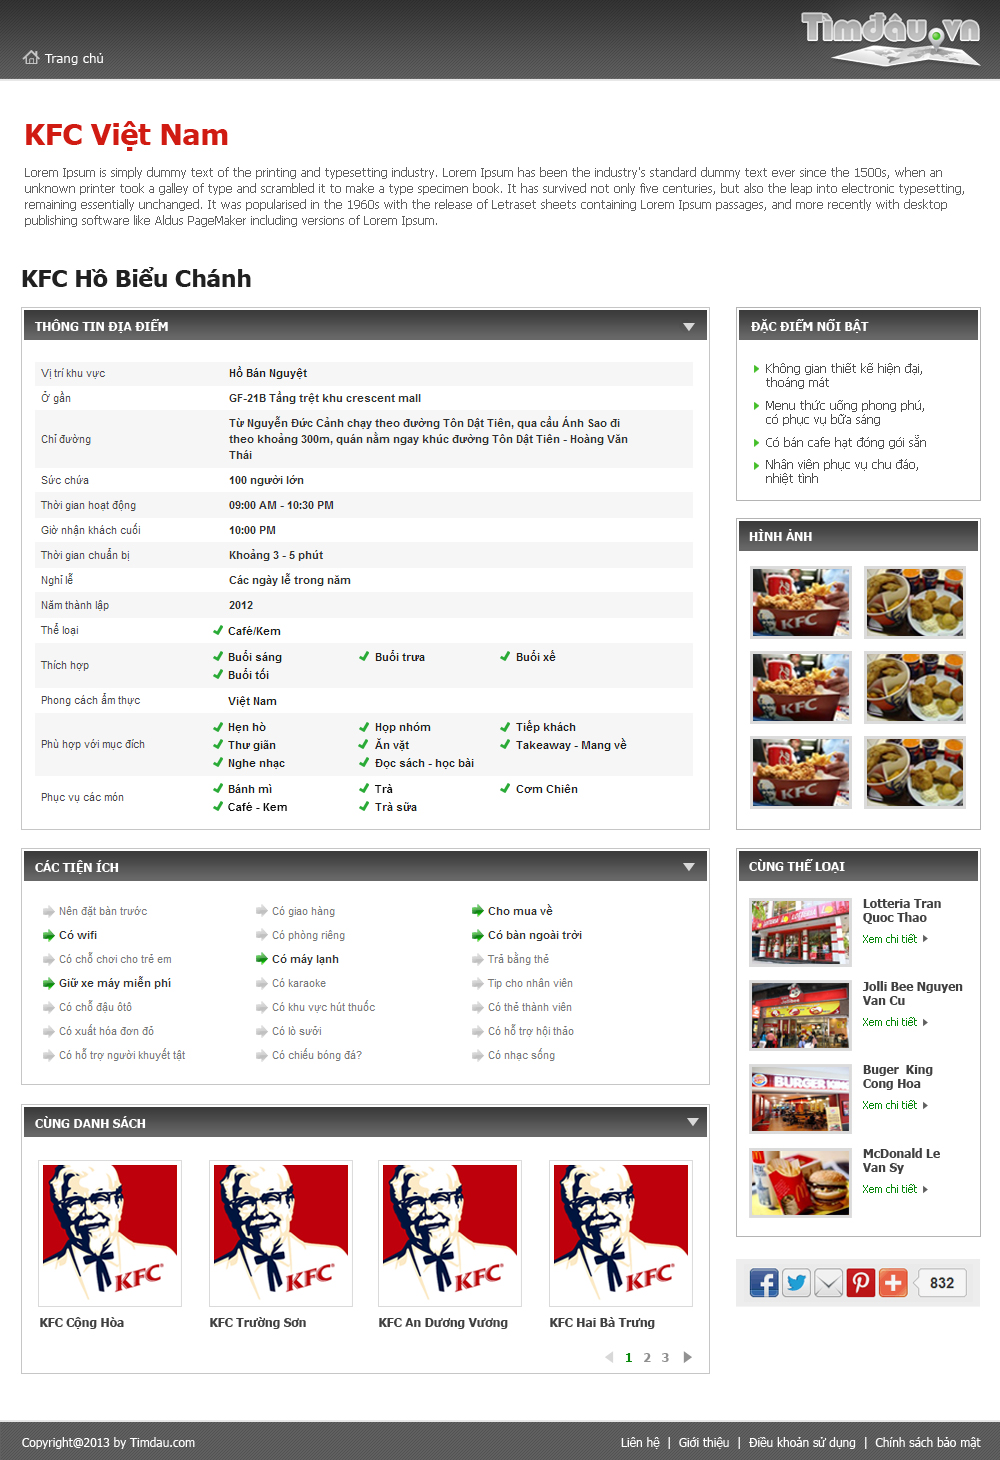 Tìmđâu.vn
Trang chủ
KFC Việt Nam
Lorem Ipsum is simply dummy text of the printing and typesetting industry. Lorem Ipsum has been the industry's standard dummy text ever since the 1500s, when an
unknown printer took a galley of type and scrambled it to make a type specimen book. It has survived not only five centuries, but also the leap into electronic typesetting,
remaining essentially unchanged. It was popularised in the 1960s with the release of Letraset sheets containing Lorem Ipsum passages, and more recently with desktop
publishing software like Aldus PageMaker including versions of Lorem Ipsum.
KFC Hồ Biểu Chánh
THÔNG TIN ĐỊA ĐIỂM
Vị trí khu vực Hồ Bán Nguyệt
Ở gần GF-21B Tầng trệt khu crescent mall
Chỉ đường Từ Nguyễn Đức Cảnh chạy theo đường Tôn Dật Tiên, qua cầu Ánh Sao đi
theo khoảng 300m, quán nằm ngay khúc đường Tôn Dật Tiên - Hoàng Văn
Thái
Sức chứa 100 người lớn
Thời gian hoạt động 09:00 AM - 10:30 PM
Giờ nhận khách cuối 10:00 PM
Thời gian chuẩn bị Khoảng 3 - 5 phút
Nghỉ lễ Các ngày lễ trong năm
Năm thành lập 2012
Thể loại Café/Kem
Thích hợp Buổi sáng Buổi trưa Buổi xế
Buổi tối
Phong cách ẩm thực Việt Nam
Phù hợp với mục đích Hẹn hò Họp nhóm Tiếp khách
Thư giãn Ăn vặt Takeaway - Mang về
Nghe nhạc Đọc sách - học bài
Phục vụ các món Bánh mì Trà Cơm Chiên
Café - Kem Trà sữa
ĐẶC ĐIỂM NỔI BẬT
Không gian thiết kế hiện đại,
thoáng mát
Menu thức uống phong phú,
có phục vụ bữa sáng
Có bán cafe hạt đóng gói sẵn
Nhân viên phục vụ chu đáo,
nhiệt tình
HÌNH ẢNH
KFC
KFC
KFC
CÁC TIỆN ÍCH
Nên đặt bàn trước Có giao hàng Cho mua về
Có wifi Có phòng riêng Có bàn ngoài trời
Có chỗ chơi cho trẻ em Có máy lạnh Trả bằng thẻ
Giữ xe máy miễn phí Có karaoke Tip cho nhân viên
Có chỗ đậu ôtô Có khu vực hút thuốc Có thẻ thành viên
Có xuất hóa đơn đỏ Có lò sưởi Có hỗ trợ hội thảo
Có hỗ trợ người khuyết tật Có chiếu bóng đá? Có nhạc sống
CÙNG THỂ LOẠI
Lotteria Tran
Quoc Thao
Xem chi tiết
Jolli Bee Nguyen
Van Cu
Xem chi tiết
BURGER KING
Buger King
Cong Hoa
Xem chi tiết
McDonald Le
Van Sy
Xem chi tiết
CÙNG DANH SÁCH
KFC KFC KFC KFC
KFC Cộng Hòa KFC Trường Sơn KFC An Dương Vương KFC Hai Bà Trưng
1 2 3
832
Copyright@2013 by Timdau.com
Liên hệ | Giới thiệu | Điều khoản sử dụng | Chính sách bảo mật